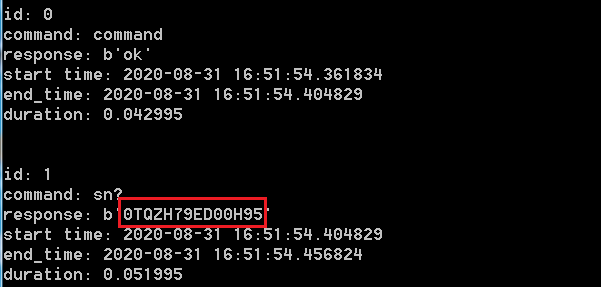 id: 0
command: command
response: b'ok'
start time: 2020-08-31 16:51:54.361834
end_time: 2020-08-31 16:51:54.404829
duration: 0.042995
id: 1
command: sn?
response: b'0TQZH79ED00H95'
start time: 2020-08-31 16:51:54.404829
end_time: 2020-08-31 16:51:54.456824
duration: 0.051995